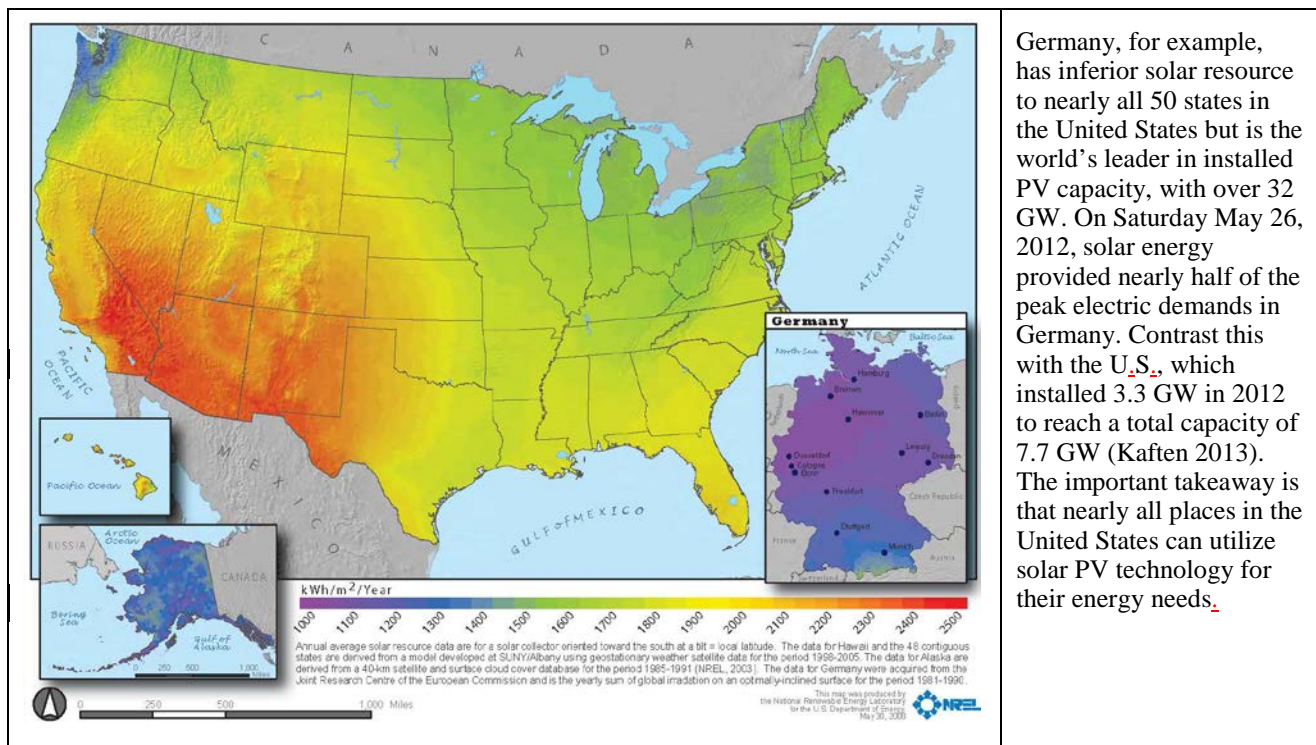 CANADA
PACIFIC
OCEAN
MEXICO
GULF of MEXICO
ATLANTIC OCEAN
Pacific Ocean
RUSSIA
Arctic
Ocean
CANADA
Bering
Sea
Gulf of
Alaska
0 250 500 1,000
Miles
Germany
North Sea
Baltic Sea
Hamburg
Bremen
Hannover
Berlin
Poland
Netherlands
Dusseldorf
Cologne
Bonn
Leipzig
Dresden
Frankfurt
Czech Republic
Stuttgart
Munich
France
Switzerland
Austria
kWh/m²/Year
1000 1100 1200 1300 1400 1500 1600 1700 1800 1900 2000 2100 2200 2300 2400 2500
Annual average solar resource data are for a solar collector oriented toward the south at a tilt = local latitude. The data for Hawaii and the 48 contiguous
states are derived from a model developed at SUNY/Albany using geostationary weather satellite data for the period 1998-2005. The data for Alaska are
derived from a 40-km satellite and surface cloud cover database for the period 1985-1991 (NREL, 2003). The data for Germany were acquired from the
Joint Research Centre of the European Commission and is the yearly sum of global irradation on an optimally-inclined surface for the period 1981-1990.
0 250 500 1,000 Miles
This map was produced by
the National Renewable Energy Laboratory
for the U.S. Department of Energy.
May 30, 2008
NREL
Germany, for example,
has inferior solar resource
to nearly all 50 states in
the United States but is the
world’s leader in installed
PV capacity, with over 32
GW. On Saturday May 26,
2012, solar energy
provided nearly half of the
peak electric demands in
Germany. Contrast this
with the U.S., which
installed 3.3 GW in 2012
to reach a total capacity of
7.7 GW (Kaften 2013).
The important takeaway is
that nearly all places in the
United States can utilize
solar PV technology for
their energy needs.